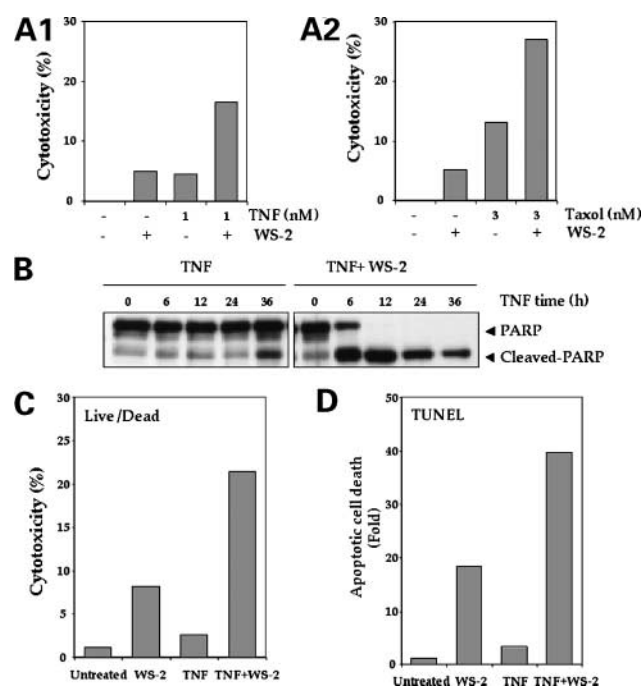 A1
A2
30
20
10
0
Cytotoxicity (%)
- - 1 1 TNF (nM)
- + - + WS-2
30
20
10
0
Cytotoxicity (%)
- - 3 3 Taxol (nM)
- + - + WS-2
B
TNF TNF+ WS-2
0 6 12 24 36 0 6 12 24 36 TNF time (h)
PARP
Cleaved-PARP
C
Live/Dead
30
25
20
15
10
5
0
Cytotoxicity (%)
Untreated WS-2 TNF TNF+WS-2
D
TUNEL
50
40
30
20
10
0
Apoptotic cell death
(Fold)
Untreated WS-2 TNF TNF+WS-2